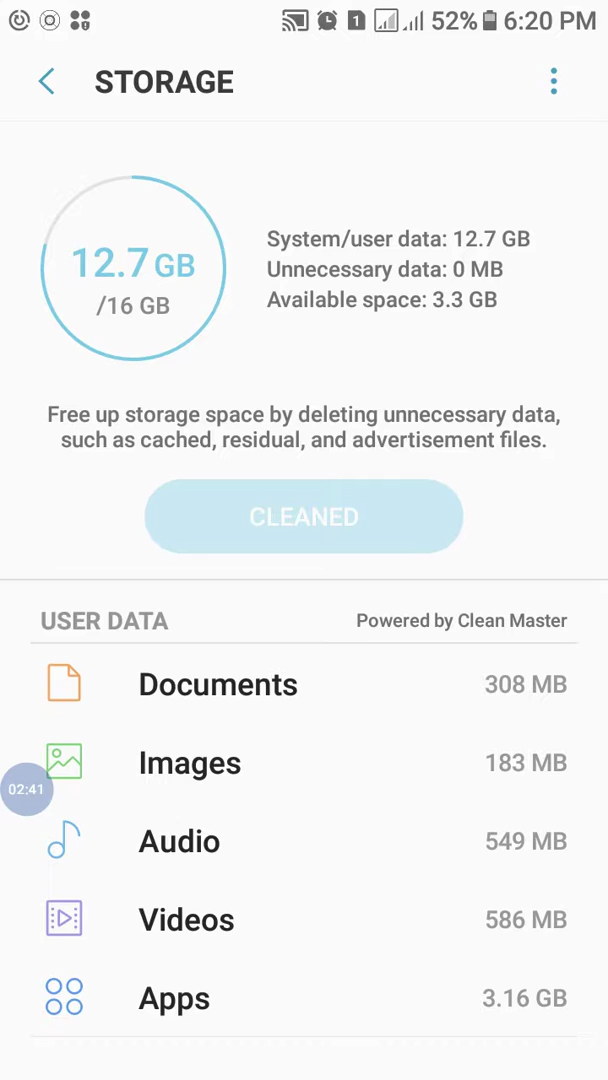 1 52% 6:20 PM
STORAGE
12.7 GB
/16 GB
System/user data: 12.7 GB
Unnecessary data: 0 MB
Available space: 3.3 GB
Free up storage space by deleting unnecessary data,
such as cached, residual, and advertisement files.
CLEANED
USER DATA Powered by Clean Master
Documents 308 MB
Images 183 MB
02:41
Audio 549 MB
Videos 586 MB
Apps 3.16 GB